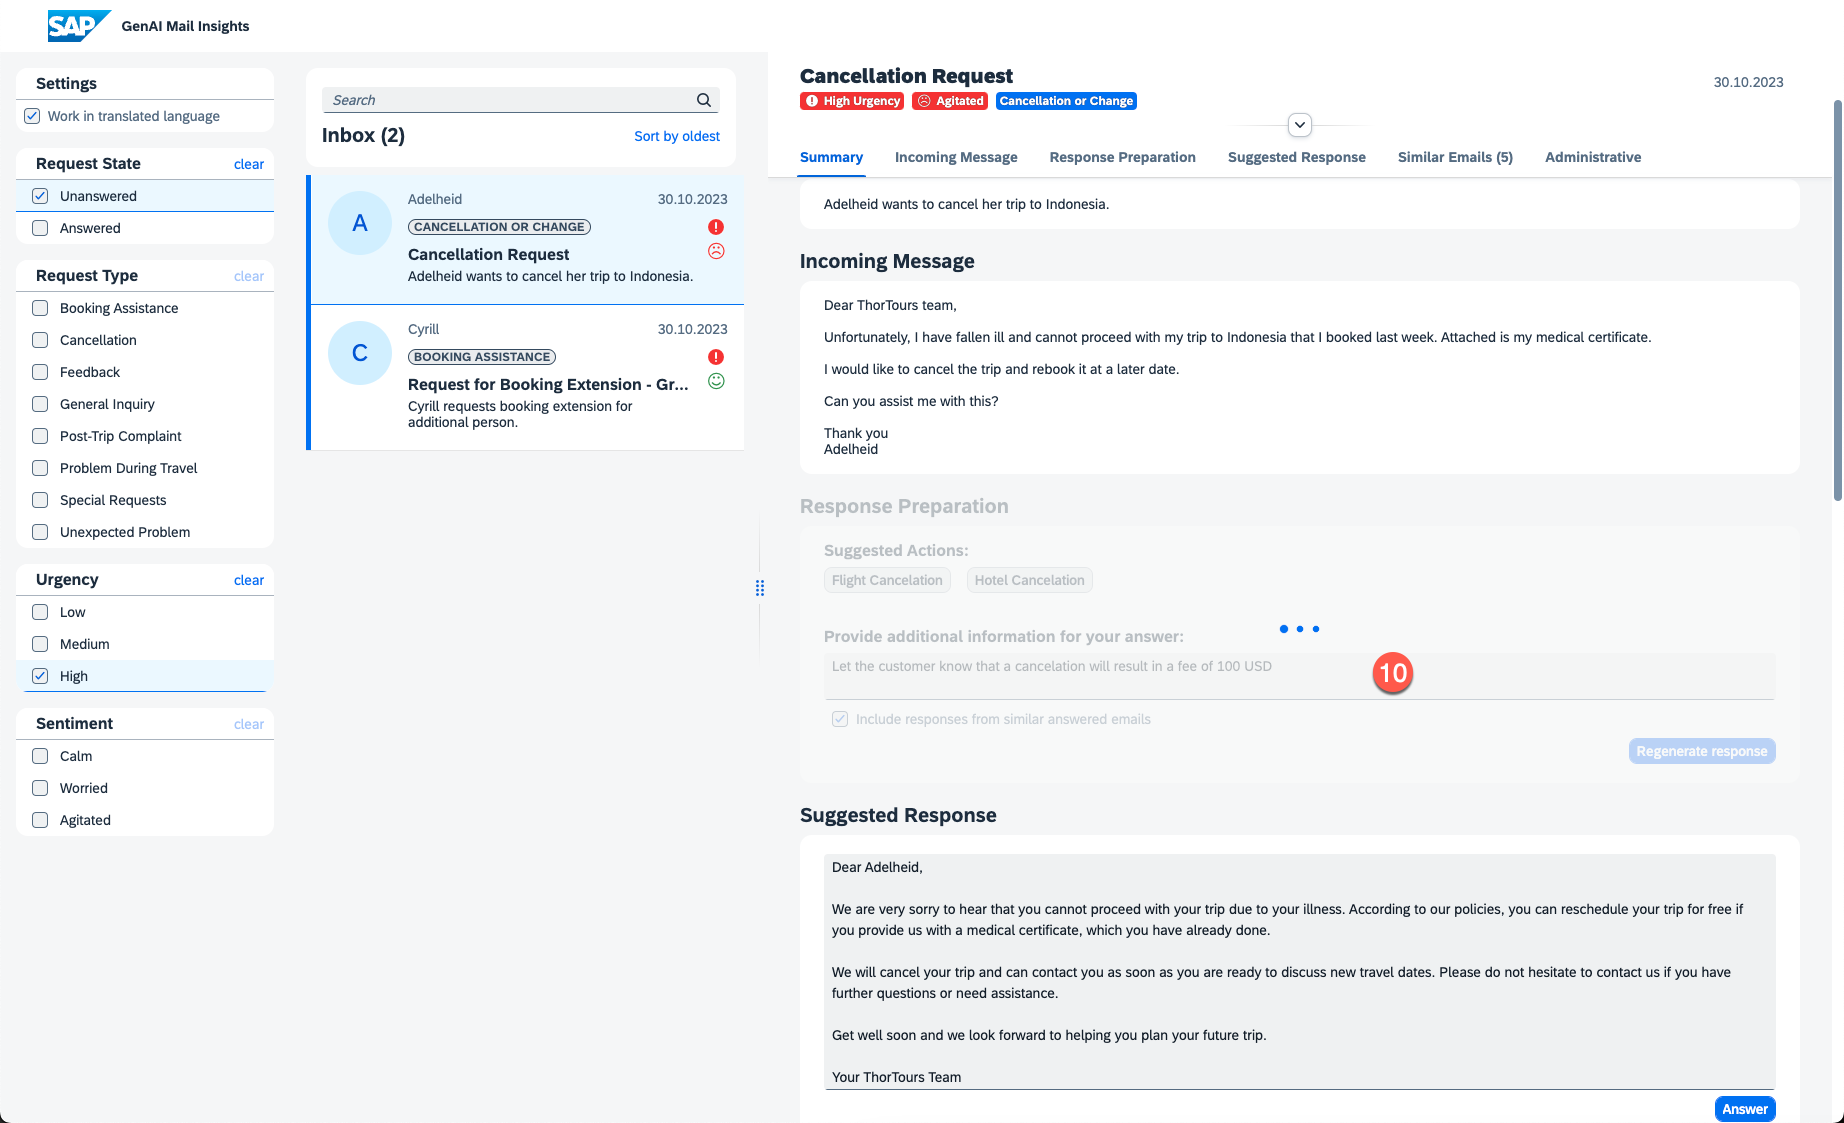 SAP
GenAI Mail Insights
Settings
Work in translated language
Request State
clear
Unanswered
Answered
Request Type
clear
Booking Assistance
Cancellation
Feedback
General Inquiry
Post-Trip Complaint
Problem During Travel
Special Requests
Unexpected Problem
Urgency
clear
Low
Medium
High
Sentiment
clear
Calm
Worried
Agitated
Search
Inbox (2)
Sort by oldest
A
Adelheid
30.10.2023
CANCELLATION OR CHANGE
Cancellation Request
Adelheid wants to cancel her trip to Indonesia.
C
Cyrill
30.10.2023
BOOKING ASSISTANCE
Request for Booking Extension - Gr...
Cyrill requests booking extension for
additional person.
Cancellation Request
30.10.2023
High Urgency
Agitated
Cancellation or Change
Summary
Incoming Message
Response Preparation
Suggested Response
Similar Emails (5)
Administrative
Adelheid wants to cancel her trip to Indonesia.
Incoming Message
Dear ThorTours team,
Unfortunately, I have fallen ill and cannot proceed with my trip to Indonesia that I booked last week. Attached is my medical certificate.
I would like to cancel the trip and rebook it at a later date.
Can you assist me with this?
Thank you
Adelheid
Response Preparation
Suggested Actions:
Flight Cancelation
Hotel Cancelation
Provide additional information for your answer:
Let the customer know that a cancelation will result in a fee of 100 USD
10
Include responses from similar answered emails
Regenerate response
Suggested Response
Dear Adelheid,
We are very sorry to hear that you cannot proceed with your trip due to your illness. According to our policies, you can reschedule your trip for free if
you provide us with a medical certificate, which you have already done.
We will cancel your trip and can contact you as soon as you are ready to discuss new travel dates. Please do not hesitate to contact us if you have
further questions or need assistance.
Get well soon and we look forward to helping you plan your future trip.
Your ThorTours Team
Answer